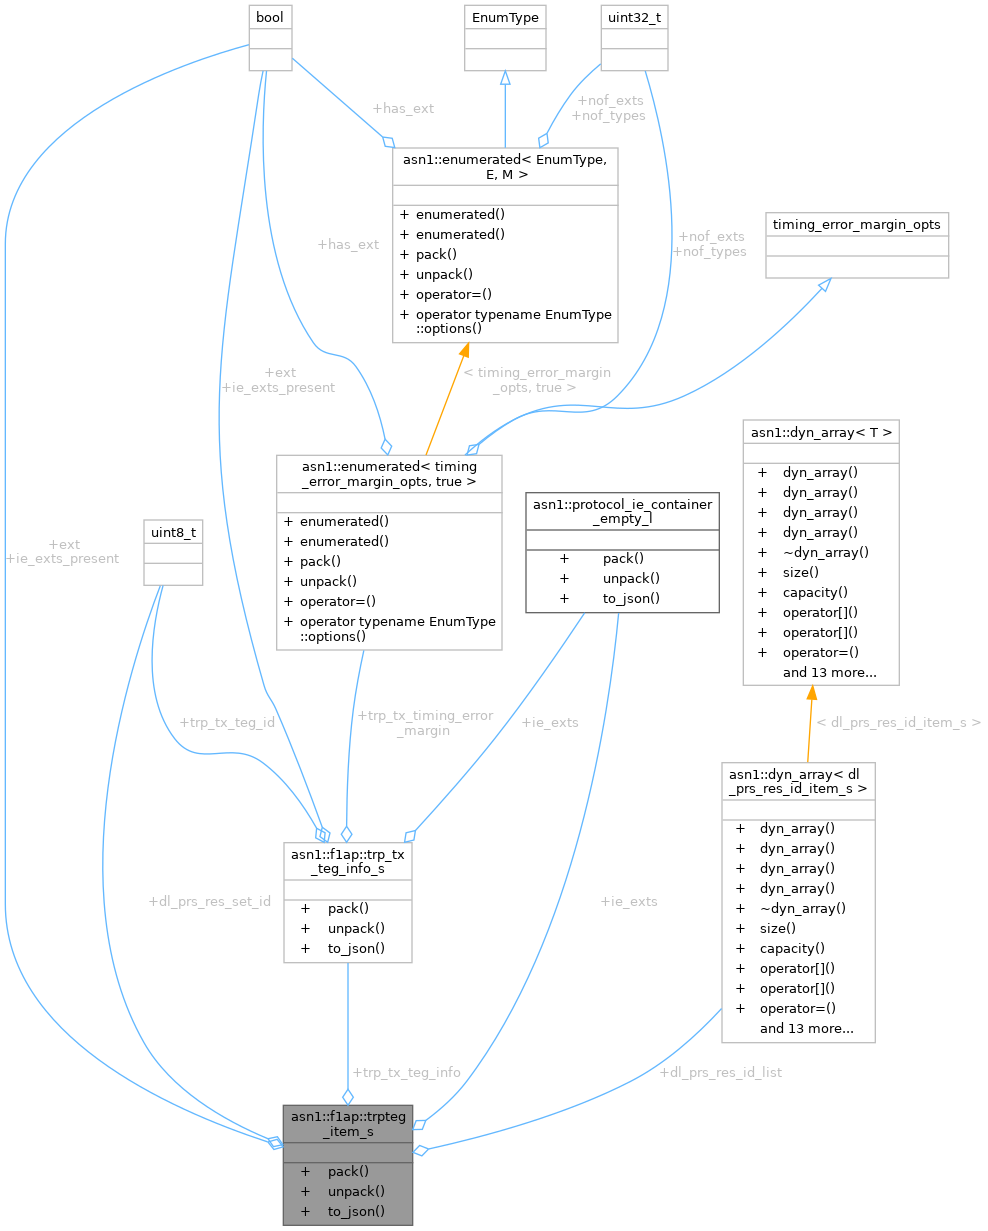 bool
EnumType
uint32_t
+has_ext
+nof_exts
+nof_types
asn1::enumerated< EnumType,
E, M >
+ enumerated()
+ enumerated()
+ pack()
+ unpack()
+ operator=()
+ operator typename EnumType
::options()
timing_error_margin_opts
+has_ext
+nof_exts
+nof_types
+ext
+ie_exts_present
< timing_error_margin
_opts, true >
asn1::dyn_array< T >
+ dyn_array()
+ dyn_array()
+ dyn_array()
+ dyn_array()
+ ~dyn_array()
+ size()
+ capacity()
+ operator[]()
+ operator[]()
+ operator=()
and 13 more...
asn1::enumerated< timing
_error_margin_opts, true >
+ enumerated()
+ enumerated()
+ pack()
+ unpack()
+ operator=()
+ operator typename EnumType
::options()
asn1::protocol_ie_container
_empty_l
+ pack()
+ unpack()
+ to_json()
uint8_t
+ext
+ie_exts_present
+trp_tx_teg_id
+trp_tx_timing_error
_margin
+ie_exts
< dl_prs_res_id_item_s >
asn1::dyn_array< dl
_prs_res_id_item_s >
+ dyn_array()
+ dyn_array()
+ dyn_array()
+ dyn_array()
+ ~dyn_array()
+ size()
+ capacity()
+ operator[]()
+ operator[]()
+ operator=()
and 13 more...
asn1::f1ap::trp_tx
_teg_info_s
+ pack()
+ unpack()
+ to_json()
+dl_prs_res_set_id
+ie_exts
+trp_tx_teg_info
+dl_prs_res_id_list
asn1::f1ap::trpteg
_item_s
+ pack()
+ unpack()
+ to_json()